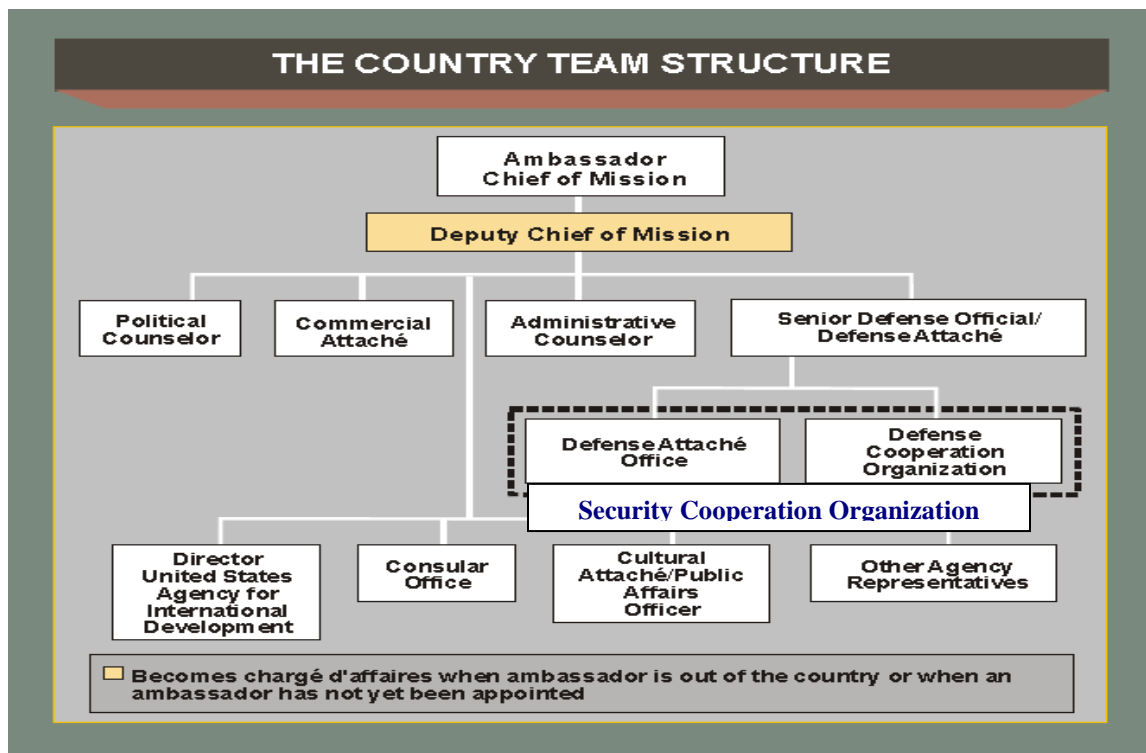 THE COUNTRY TEAM STRUCTURE
Ambassador
Chief of Mission
Deputy Chief of Mission
Political
Counselor
Commercial
Attaché
Administrative
Counselor
Senior Defense Official/
Defense Attaché
Defense Attaché
Office
Defense
Cooperation
Organization
Security Cooperation Organization
Director
United States
Agency for
International
Development
Consular
Office
Cultural
Attaché/Public
Affairs
Officer
Other Agency
Representatives
Becomes chargé d'affaires when ambassador is out of the country or when an
ambassador has not yet been appointed